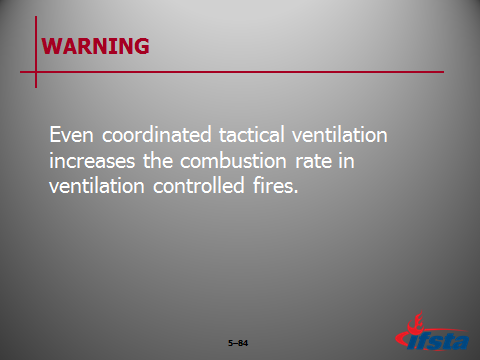 WARNING
Even coordinated tactical ventilation
increases the combustion rate in
ventilation controlled fires.
5–84
ifsta